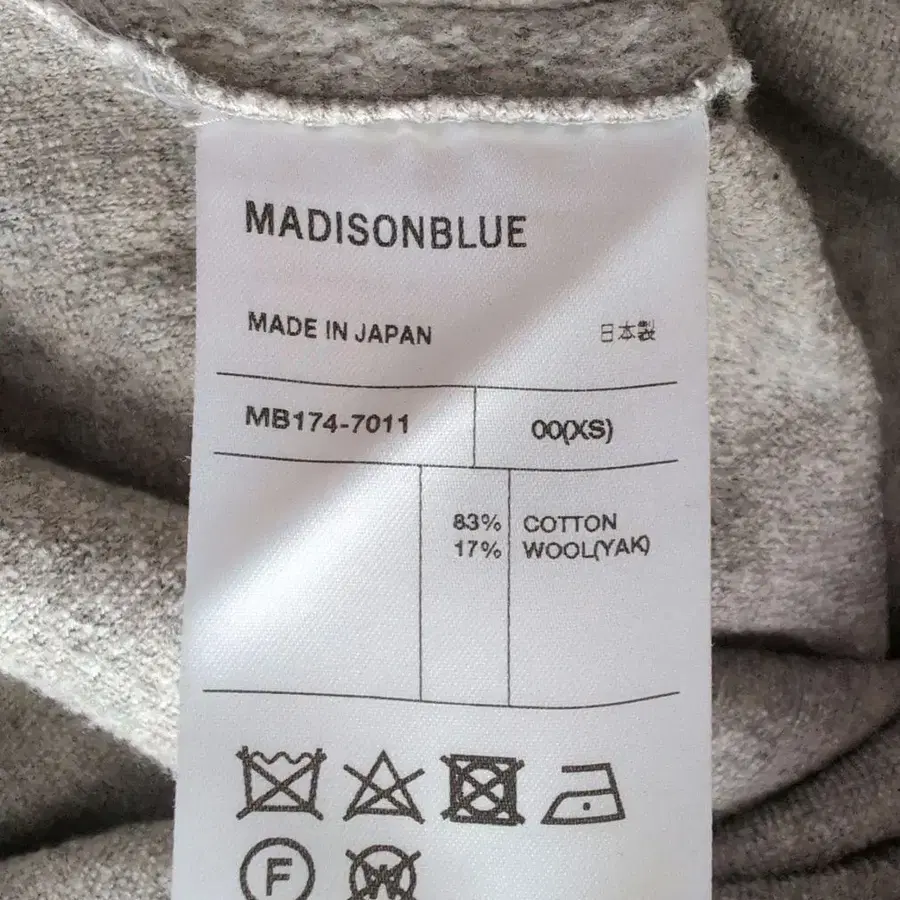 MADISONBLUE
MADE IN JAPAN 日本製
MB174-7011 00(XS)
83% COTTON
17% WOOL(YAK)
F W